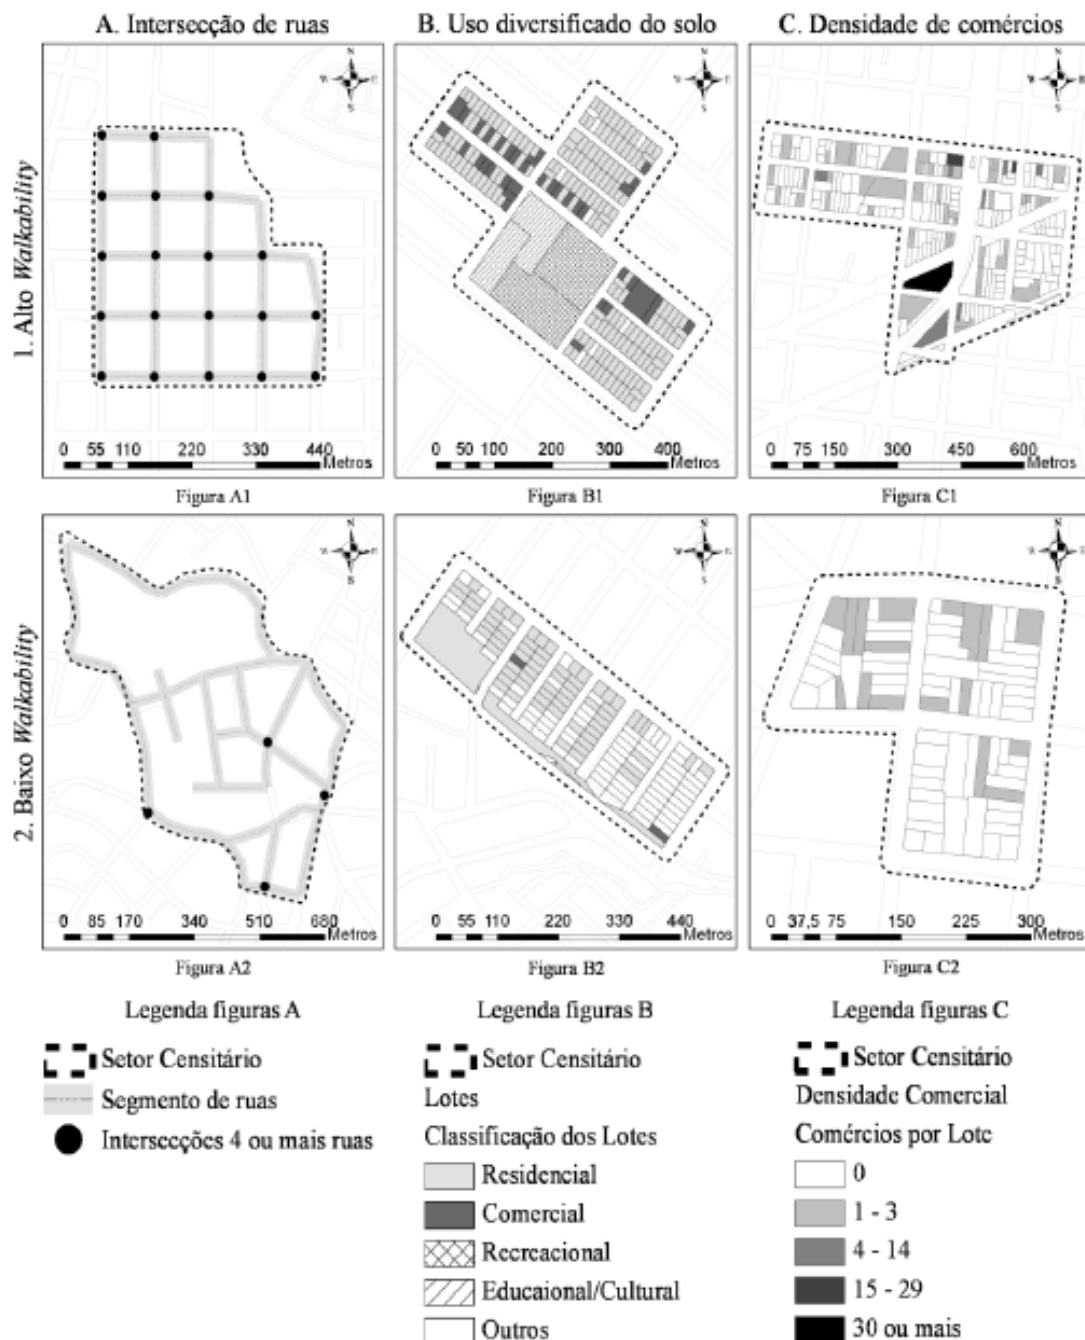 A. Intersecção de ruas
B. Uso diversificado do solo
C. Densidade de comércios
1. Alto Walkability
N
W E
S
0 55 110 220 330 440
Metros
Figura A1
N
W E
S
0 50 100 200 300 400
Metros
Figura B1
N
W E
S
0 75 150 300 450 600
Metros
Figura C1
2. Baixo Walkability
N
W E
S
0 85 170 340 510 680
Metros
Figura A2
N
W E
S
0 55 110 220 330 440
Metros
Figura B2
N
S
0 37,5 75 150 225 300
Metros
Figura C2
Legenda figuras A
Setor Censitário
Segmento de ruas
Intersecções 4 ou mais ruas
Legenda figuras B
Setor Censitário
Lotes
Classificação dos Lotes
Residencial
Comercial
Recreacional
Educaional/Cultural
Outros
Legenda figuras C
Setor Censitário
Densidade Comercial
Comércios por Lote
0
1 - 3
4 - 14
15 - 29
30 ou mais